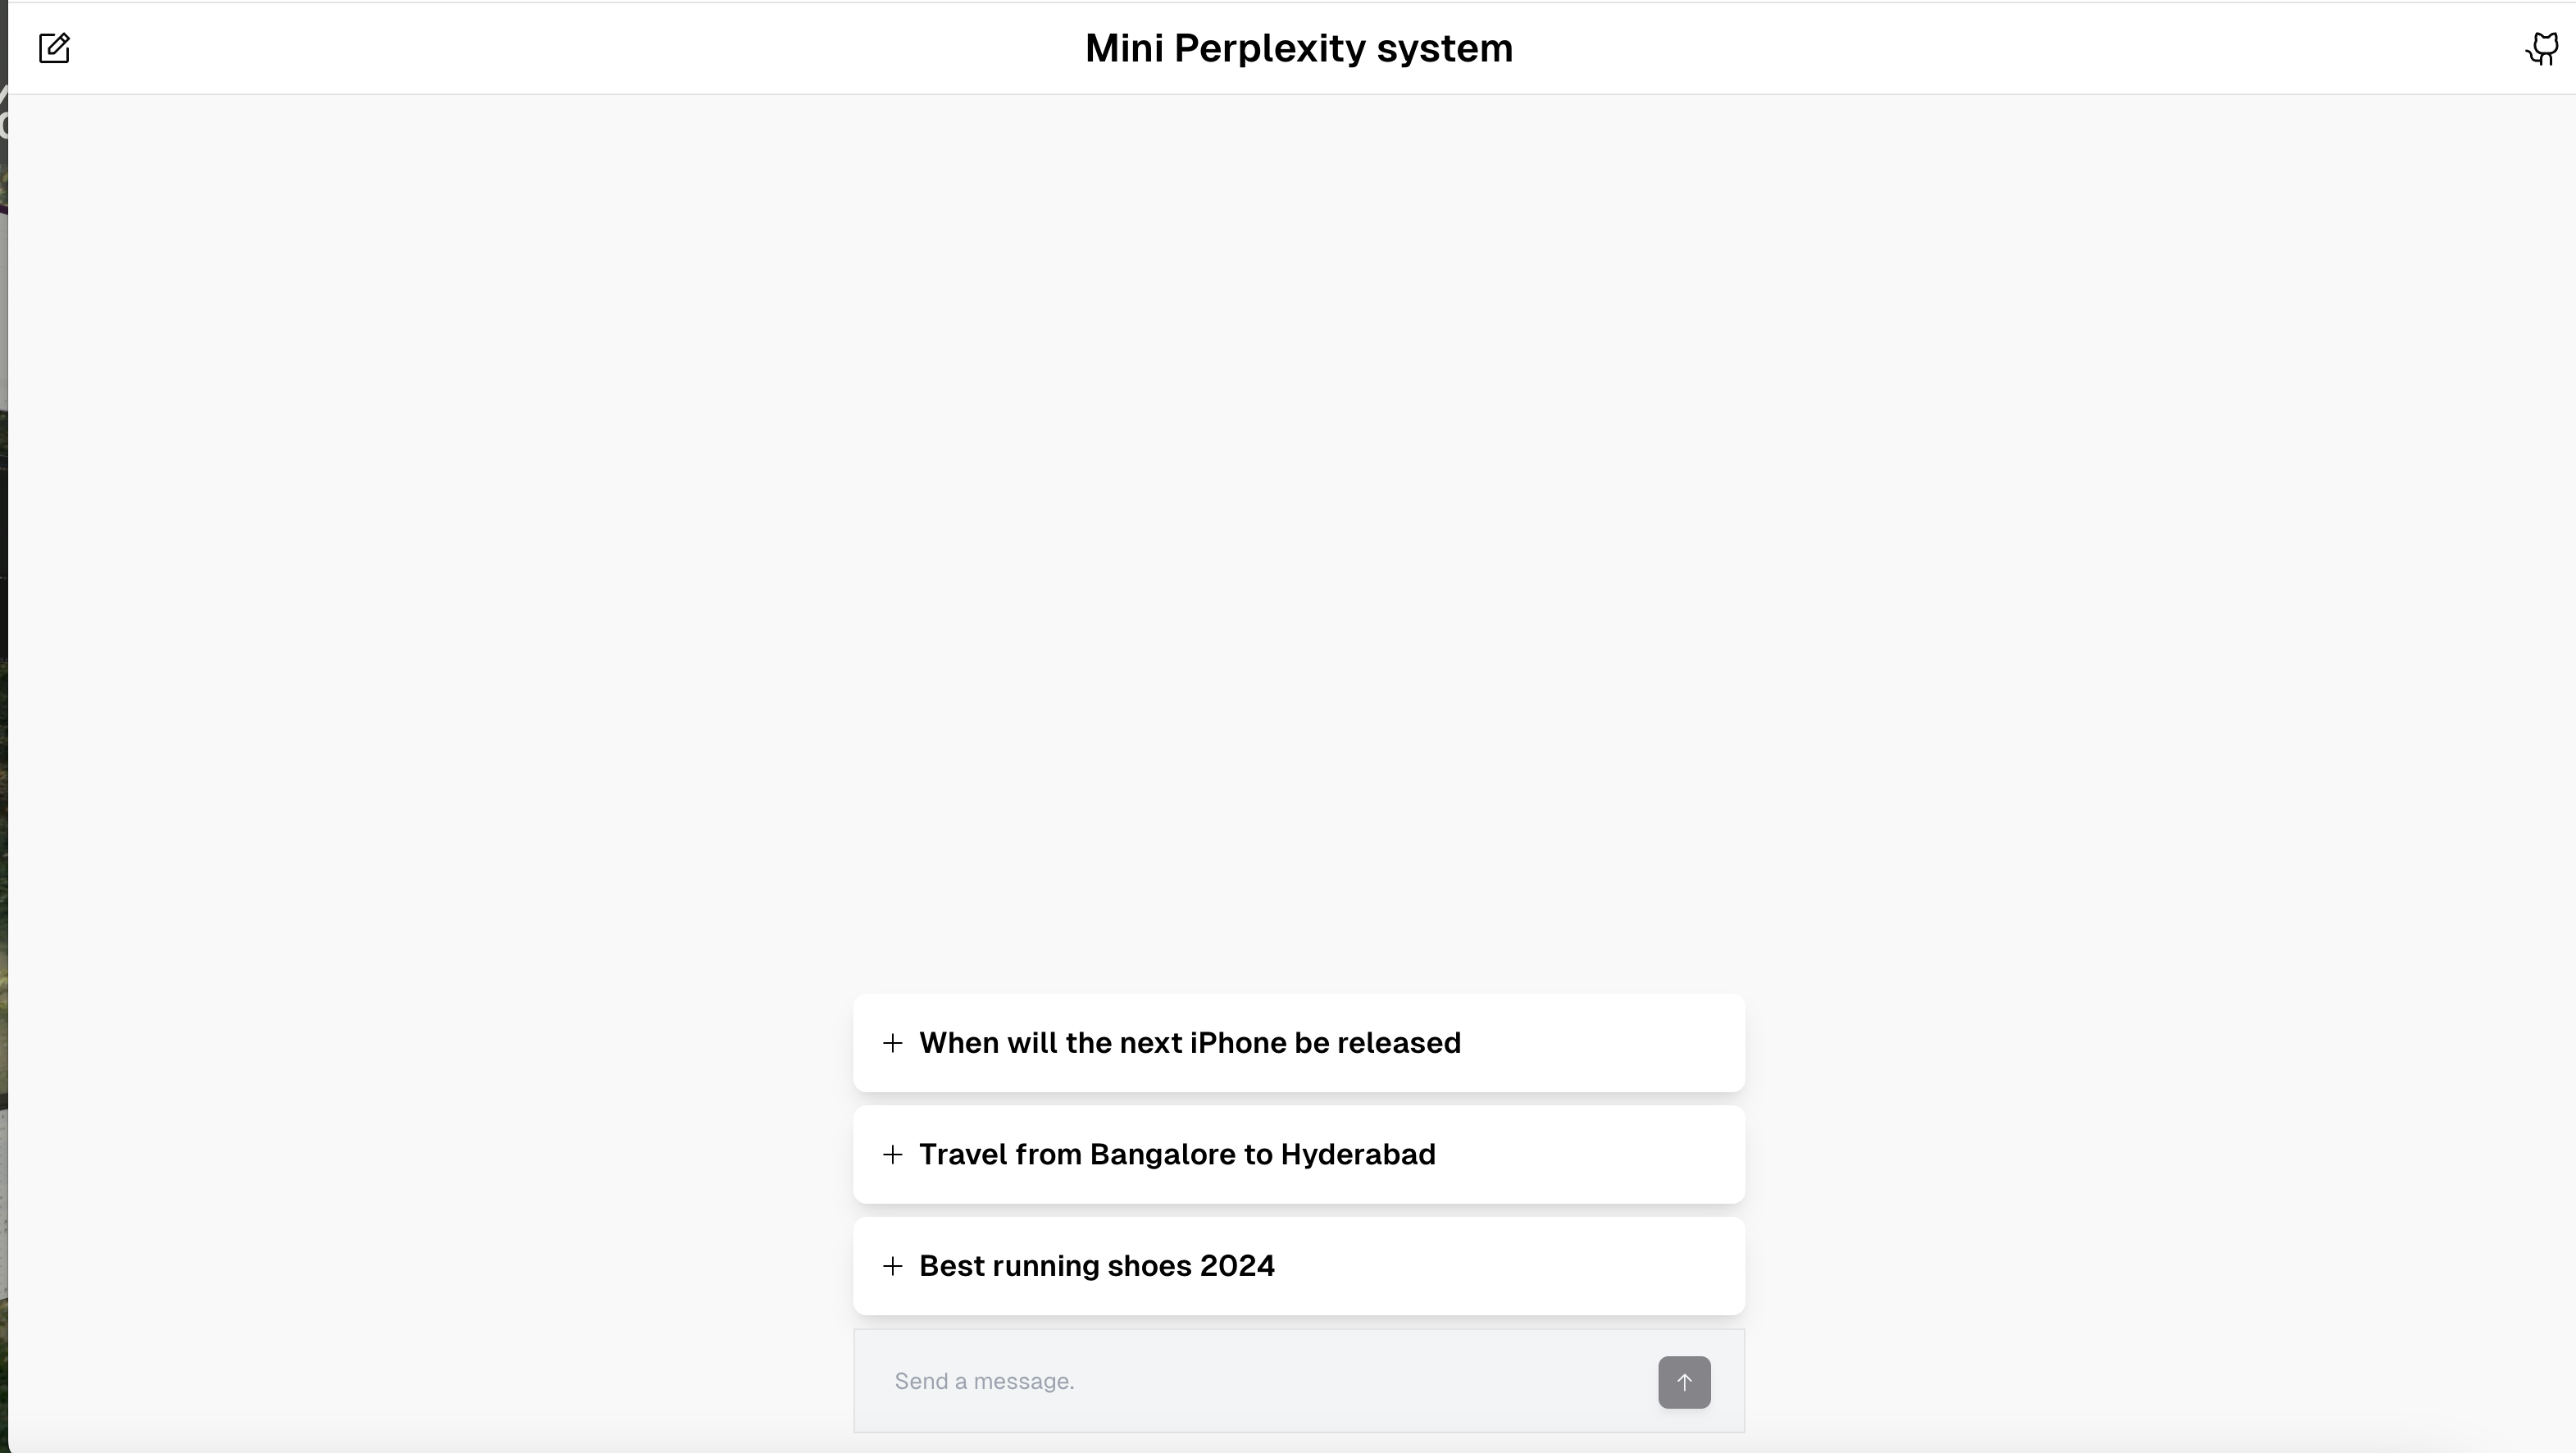 Mini Perplexity system
When will the next iPhone be released
Travel from Bangalore to Hyderabad
Best running shoes 2024
Send a message.